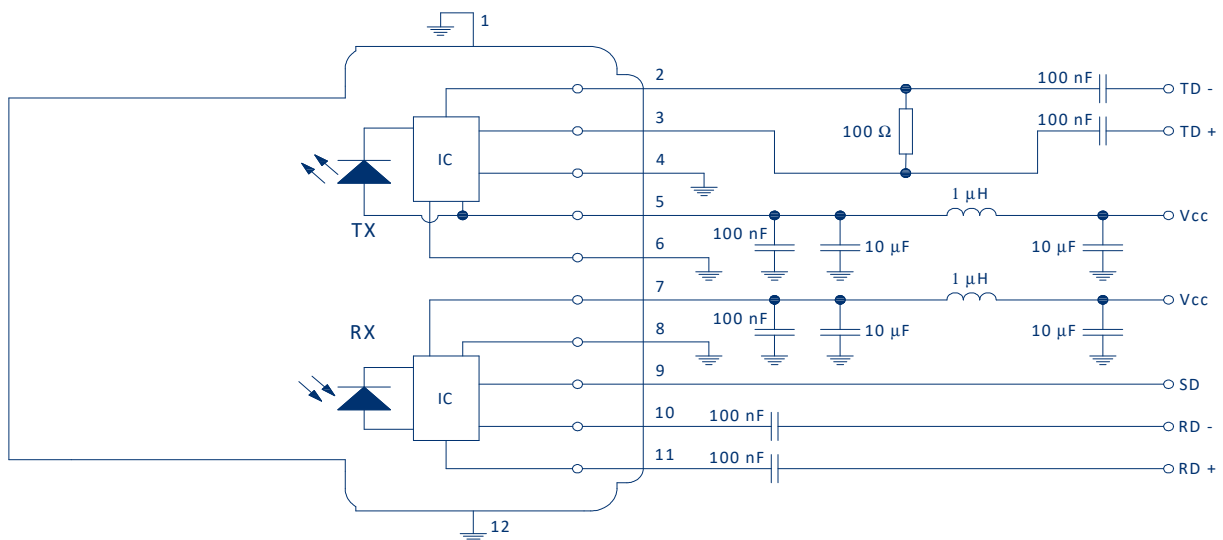 1
2
100 nF
TD -
3
100 nF
TD +
100 Ω
IC
4
5
1 µH
Vcc
TX
100 nF
10 µF
10 µF
6
7
1 µH
Vcc
RX
100 nF
10 µF
10 µF
8
9
SD
IC
10
100 nF
RD -
11
100 nF
RD +
12